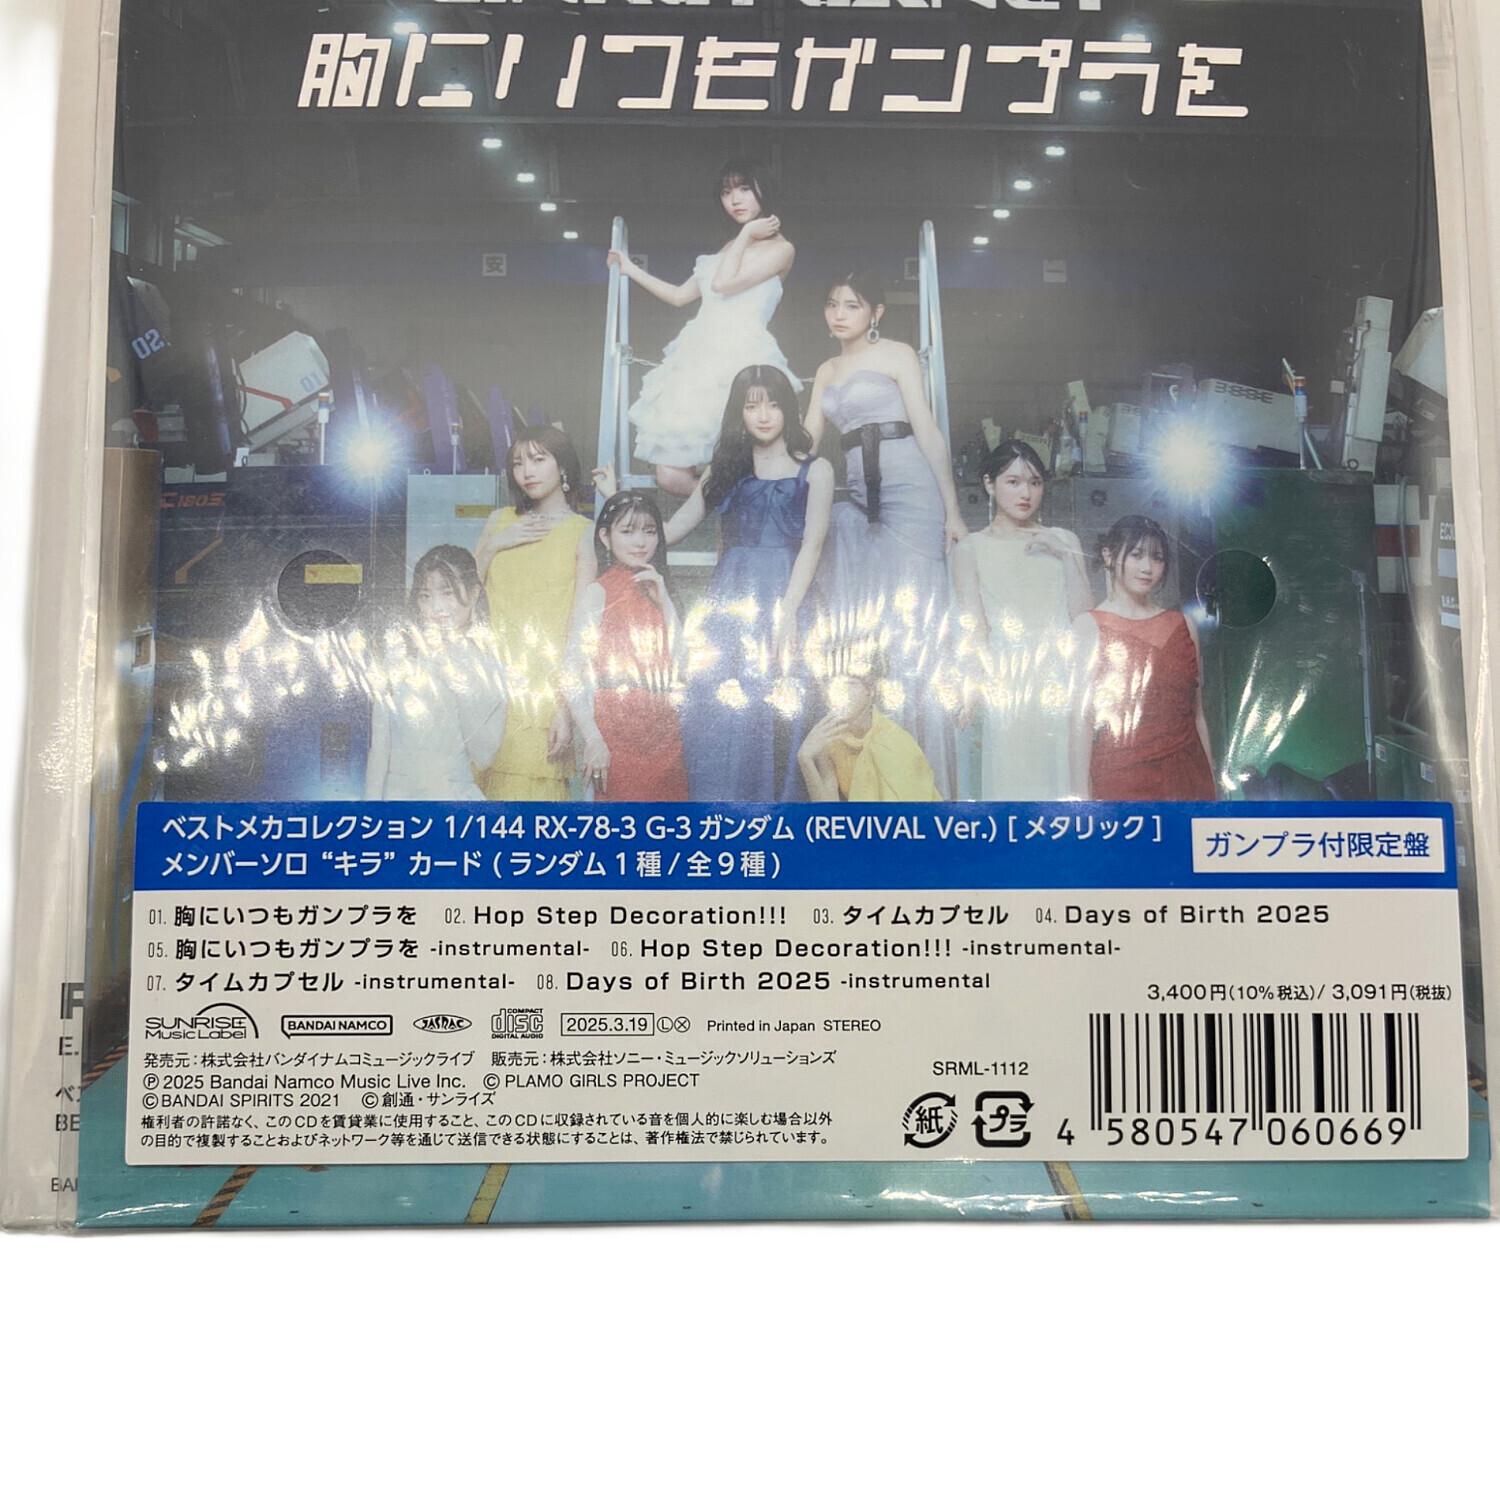 胸にいつもガンプラを
安 全 第 一
02
01
C1803
ベストメカコレクション 1/144 RX-78-3 G-3 ガンダム (REVIVAL Ver.) [ メタリック ]
メンバーソロ “キラ” カード ( ランダム 1 種 / 全 9 種 )
ガンプラ付限定盤
01. 胸にいつもガンプラを 02. Hop Step Decoration!!! 03. タイムカプセル 04. Days of Birth 2025
05. 胸にいつもガンプラを -instrumental- 06. Hop Step Decoration!!! -instrumental-
07. タイムカプセル -instrumental- 08. Days of Birth 2025 -instrumental
3,400円(10%税込)/ 3,091円(税抜)
SUNRISE Music Label BANDAI NAMCO JASRAC COMPACT disc DIGITAL AUDIO 2025.3.19 Ⓛ Ⓧ Printed in Japan STEREO
発売元：株式会社バンダイナムコミュージックライブ 販売元：株式会社ソニー・ミュージックソリューションズ
Ⓟ 2025 Bandai Namco Music Live Inc. © PLAMO GIRLS PROJECT
©BANDAI SPIRITS 2021 © 創通・サンライズ
権利者の許諾なく、このCDを賃貸業に使用すること、このCDに収録されている音を個人的に楽しむ場合以外
の目的で複製することおよびネットワーク等を通じて送信できる状態にすることは、著作権法で禁じられています。
SRML-1112
紙 プラ
4 580547 060669